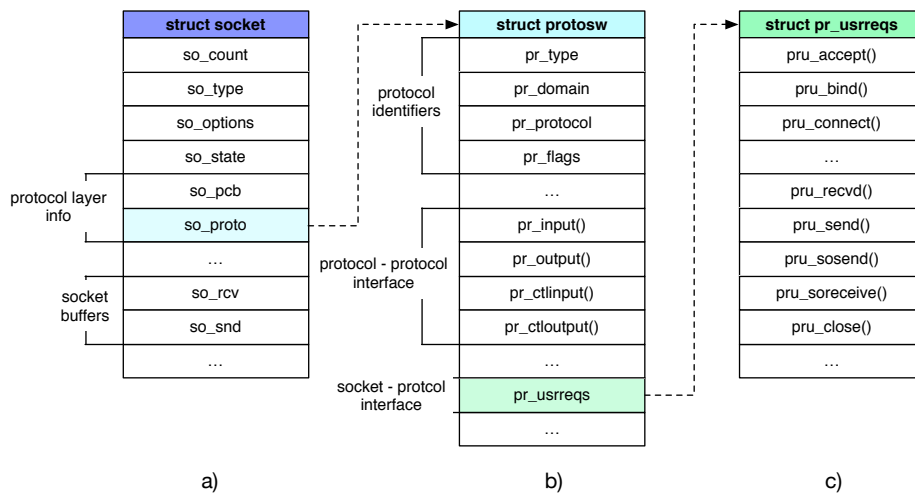 struct socket
so_count
so_type
so_options
so_state
so_pcb
so_proto
...
so_rcv
so_snd
...
protocol layer
info
socket
buffers
a)
struct protosw
pr_type
pr_domain
pr_protocol
pr_flags
...
pr_input()
pr_output()
pr_ctlinput()
pr_ctloutput()
...
pr_usrreqs
...
protocol
identifiers
protocol - protocol
interface
socket - protcol
interface
b)
struct pr_usrreqs
pru_accept()
pru_bind()
pru_connect()
...
pru_recvd()
pru_send()
pru_sosend()
pru_soreceive()
pru_close()
...
c)